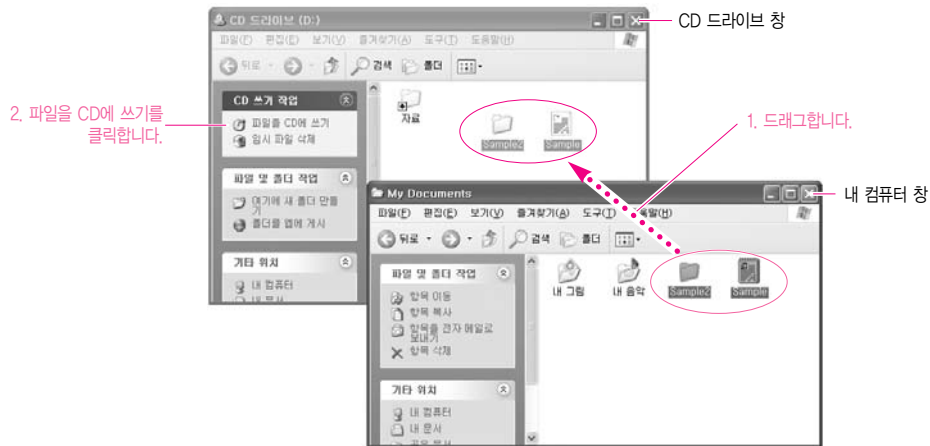 CD 드라이브 (D:)
CD 드라이브 창
파일(F) 편집(E) 보기(V) 즐겨찾기(A) 도구(T) 도움말(H)
뒤로 검색 폴더
CD 쓰기 작업
파일을 CD에 쓰기
임시 파일 삭제
자료
Sample2 Sample
2. 파일을 CD에 쓰기를
클릭합니다.
1. 드래그합니다.
파일 및 폴더 작업
여기에 새 폴더 만들
기
폴더를 웹에 게시
기타 위치
내 컴퓨터
내 문서
My Documents
내 컴퓨터 창
파일(F) 편집(E) 보기(V) 즐겨찾기(A) 도구(T)
뒤로 검색 폴더
파일 및 폴더 작업
항목 이동
항목 복사
항목을 전자 메일로
보내기
항목 삭제
내 그림 내 음악 Sample2 Sample
기타 위치
내 컴퓨터
내 문서